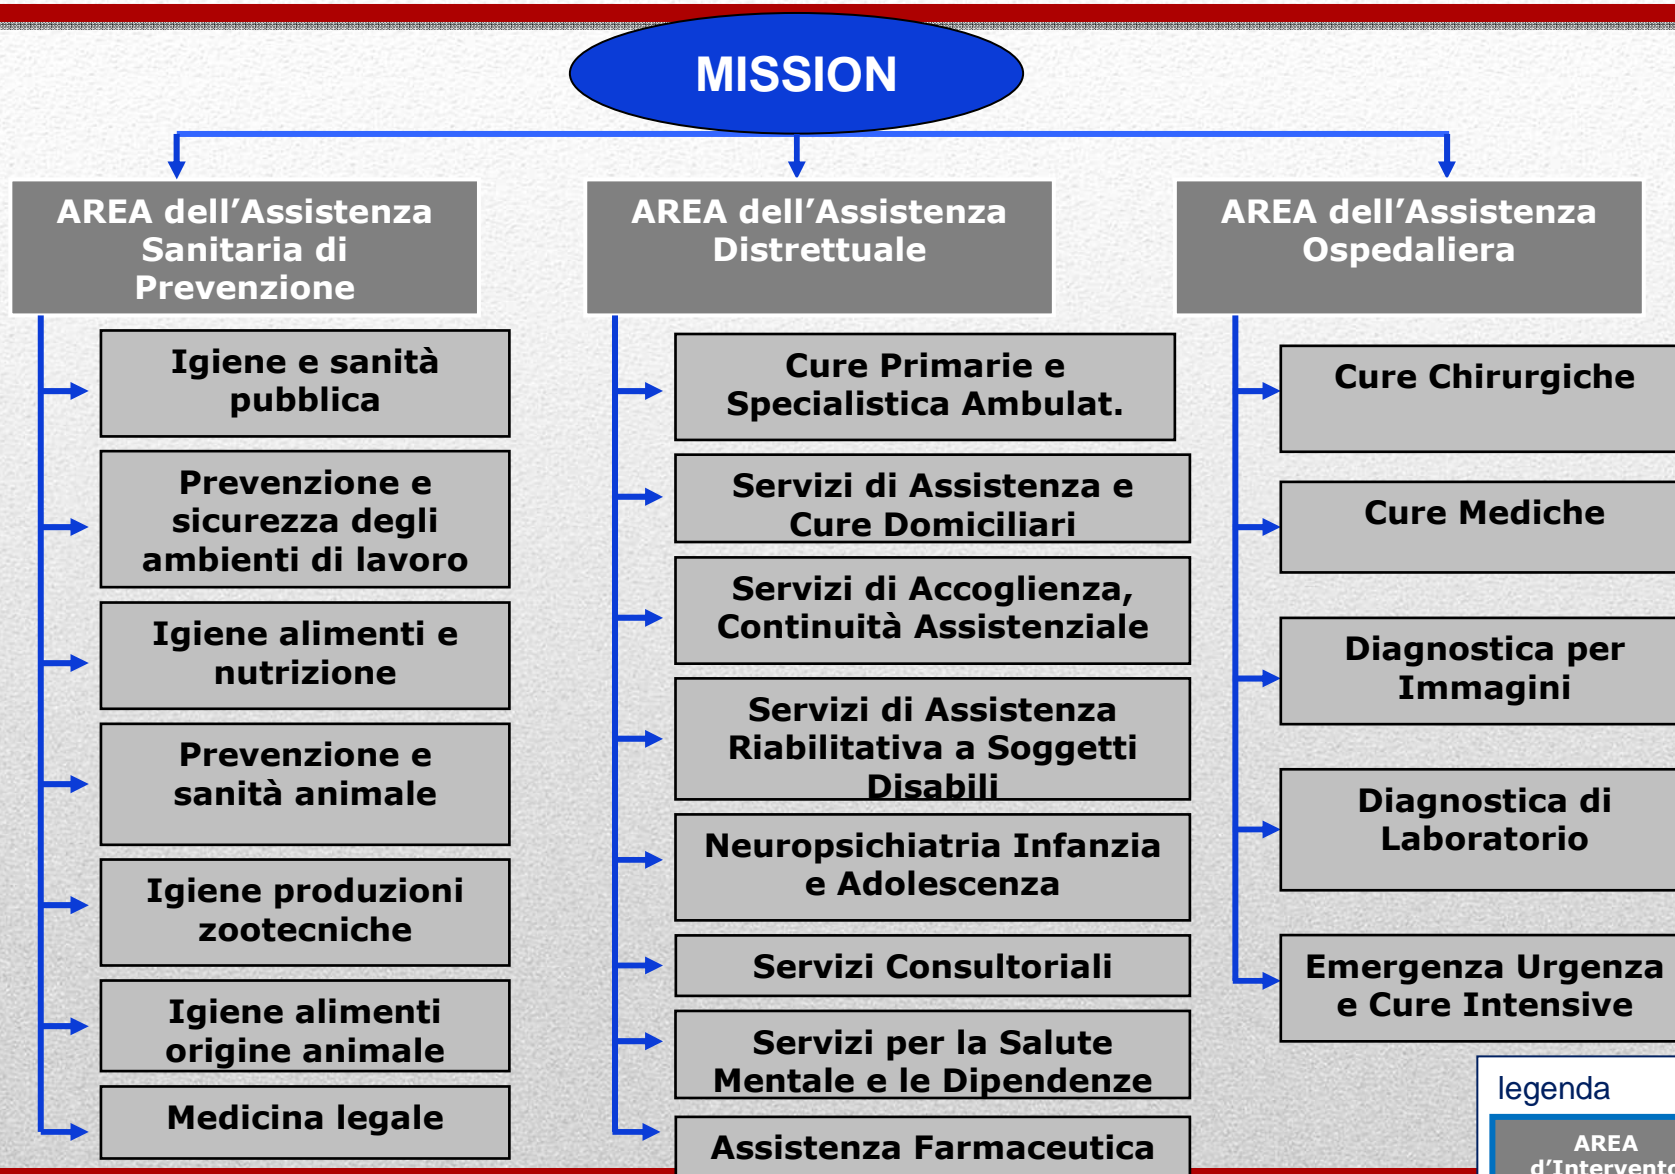 MISSION
AREA dell’Assistenza
Sanitaria di
Prevenzione
Igiene e sanità
pubblica
Prevenzione e
sicurezza degli
ambienti di lavoro
Igiene alimenti e
nutrizione
Prevenzione e
sanità animale
Igiene produzioni
zootecniche
Igiene alimenti
origine animale
Medicina legale
AREA dell’Assistenza
Distrettuale
Cure Primarie e
Specialistica Ambulat.
Servizi di Assistenza e
Cure Domiciliari
Servizi di Accoglienza,
Continuità Assistenziale
Servizi di Assistenza
Riabilitativa a Soggetti
Disabili
Neuropsichiatria Infanzia
e Adolescenza
Servizi Consultoriali
Servizi per la Salute
Mentale e le Dipendenze
Assistenza Farmaceutica
AREA dell’Assistenza
Ospedaliera
Cure Chirurgiche
Cure Mediche
Diagnostica per
Immagini
Diagnostica di
Laboratorio
Emergenza Urgenza
e Cure Intensive
legenda
AREA
d’Intervento